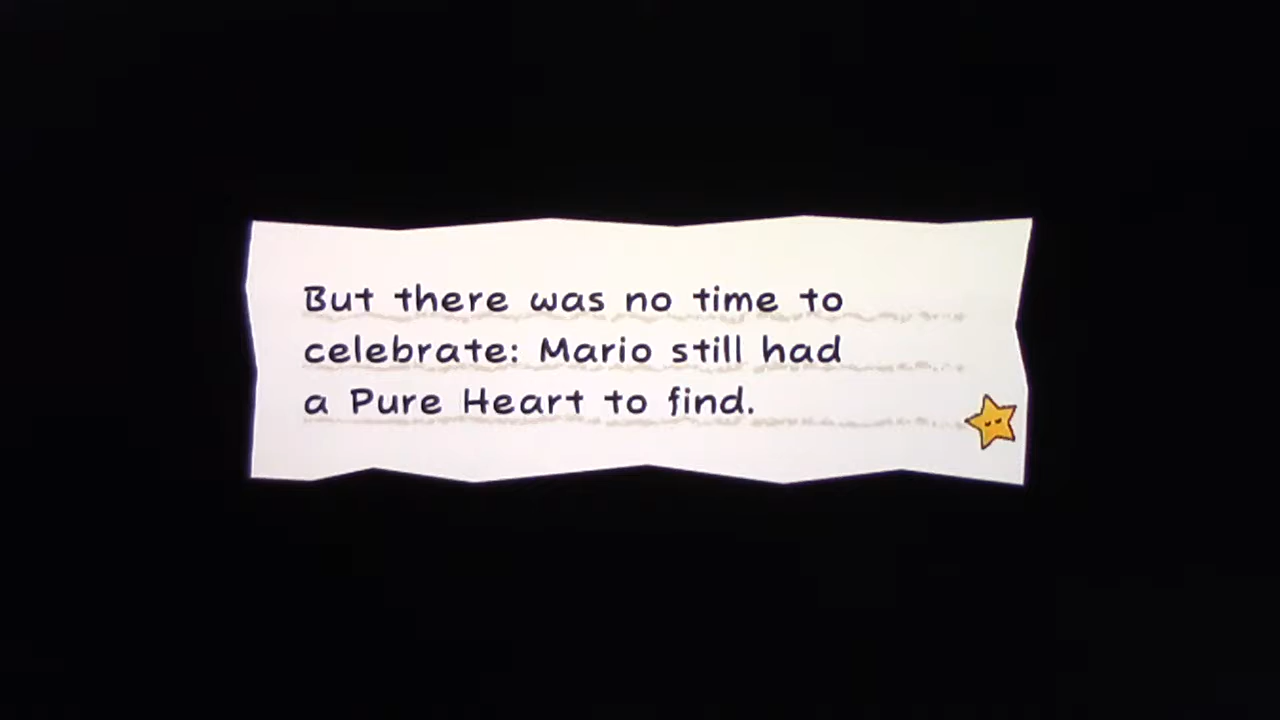 But there was no time to
celebrate: Mario still had
a Pure Heart to find.